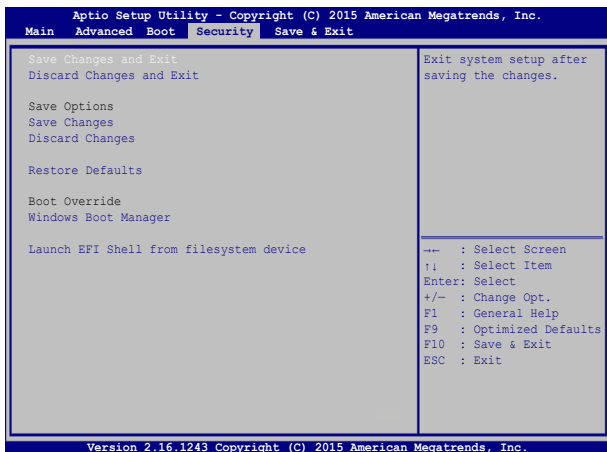 Aptio Setup Utility - Copyright (C) 2015 American Megatrends, Inc.
Main Advanced Boot Security Save & Exit
Save Changes and Exit
Discard Changes and Exit
Save Options
Save Changes
Discard Changes
Restore Defaults
Boot Override
Windows Boot Manager
Launch EFI Shell from filesystem device
Exit system setup after
saving the changes.
→← : Select Screen
↑↓ : Select Item
Enter: Select
+/— : Change Opt.
F1 : General Help
F9 : Optimized Defaults
F10 : Save & Exit
ESC : Exit
Version 2.16.1243 Copyright (C) 2015 American Megatrends, Inc.